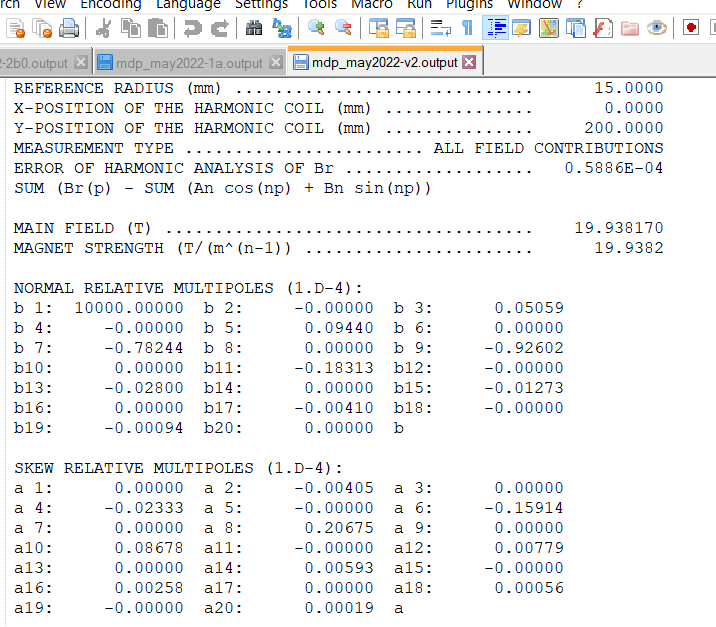 rch View Encoding Language Settings Tools Macro Run Plugins Window ?
-2b0.output mdp_may2022-1a.output mdp_may2022-v2.output
REFERENCE RADIUS (mm) .............................. 15.0000
X-POSITION OF THE HARMONIC COIL (mm) ............... 0.0000
Y-POSITION OF THE HARMONIC COIL (mm) ............... 200.0000
MEASUREMENT TYPE ........................ ALL FIELD CONTRIBUTIONS
ERROR OF HARMONIC ANALYSIS OF Br ................... 0.5886E-04
SUM (Br(p) - SUM (An cos(np) + Bn sin(np))
MAIN FIELD (T) ..................................... 19.938170
MAGNET STRENGTH (T/(m^(n-1)) ....................... 19.9382
NORMAL RELATIVE MULTIPOLES (1.D-4):
b 1: 10000.00000 b 2: -0.00000 b 3: 0.05059
b 4: -0.00000 b 5: 0.09440 b 6: 0.00000
b 7: -0.78244 b 8: 0.00000 b 9: -0.92602
b10: 0.00000 b11: -0.18313 b12: -0.00000
b13: -0.02800 b14: 0.00000 b15: -0.01273
b16: 0.00000 b17: -0.00410 b18: -0.00000
b19: -0.00094 b20: 0.00000 b
SKEW RELATIVE MULTIPOLES (1.D-4):
a 1: 0.00000 a 2: -0.00405 a 3: 0.00000
a 4: -0.02333 a 5: -0.00000 a 6: -0.15914
a 7: 0.00000 a 8: 0.20675 a 9: 0.00000
a10: 0.08678 a11: -0.00000 a12: 0.00779
a13: 0.00000 a14: 0.00593 a15: -0.00000
a16: 0.00258 a17: 0.00000 a18: 0.00056
a19: -0.00000 a20: 0.00019 a